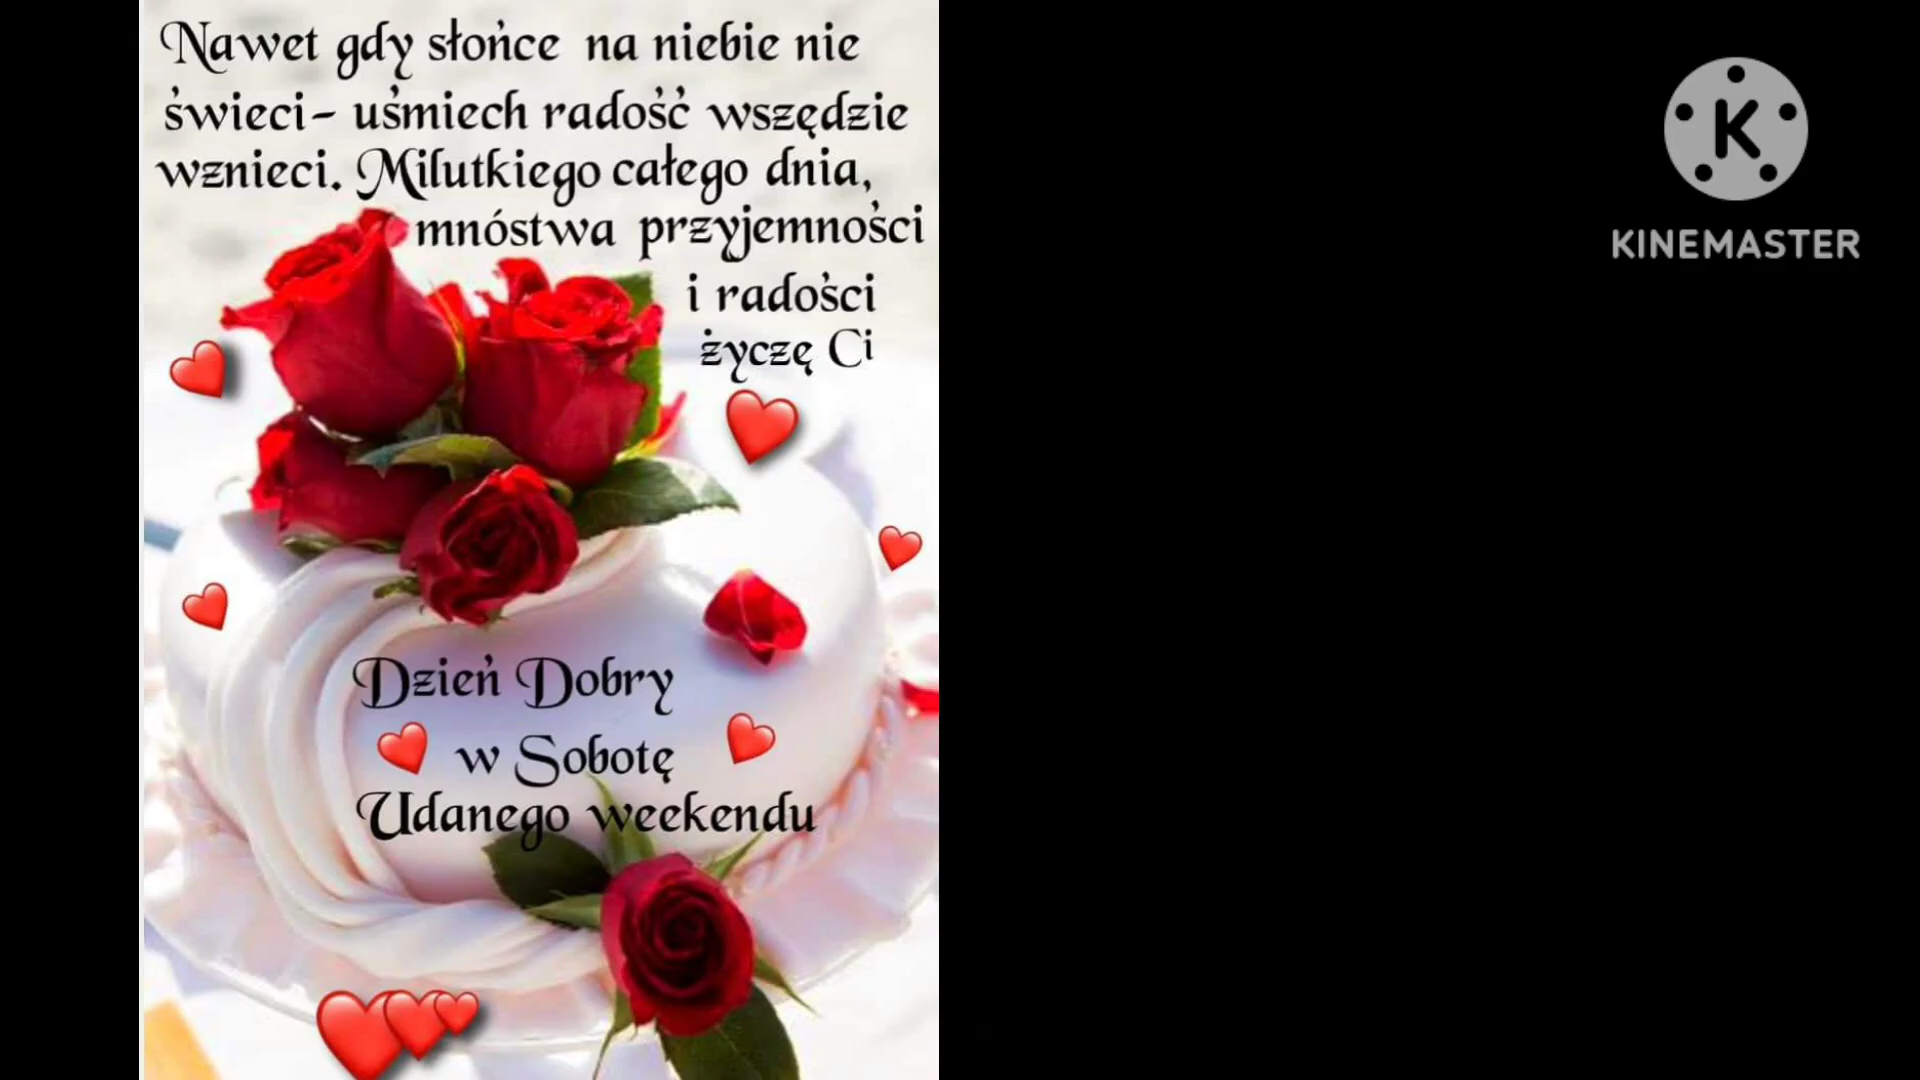 Nawet gdy słońce na niebie nie
świeci- uśmiech radość wszędzie
wznieci. Milutkiego całego dnia,
mnóstwa przyjemności
i radości
życzę Ci
Dzień Dobry
w Sobotę
Udanego weekendu
K
KINEMASTER